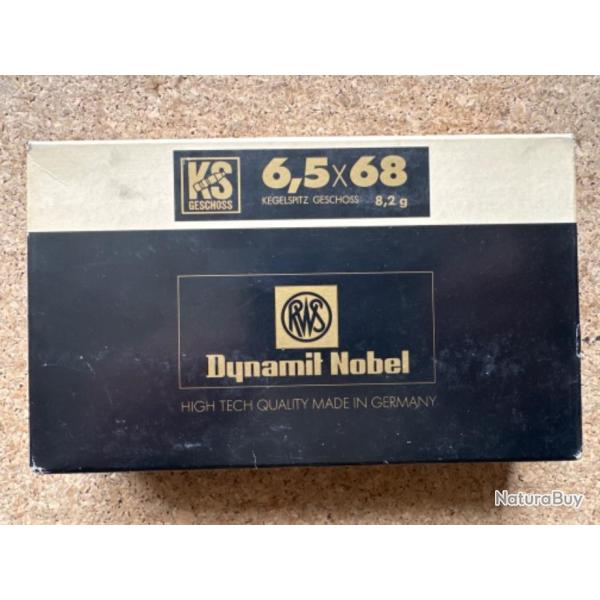 KS 6,5x68
GESCHOSS KEGELSPITZ GESCHOSS 8,2 g
RWS
Dynamit Nobel
HIGH TECH QUALITY MADE IN GERMANY
NaturaBuy